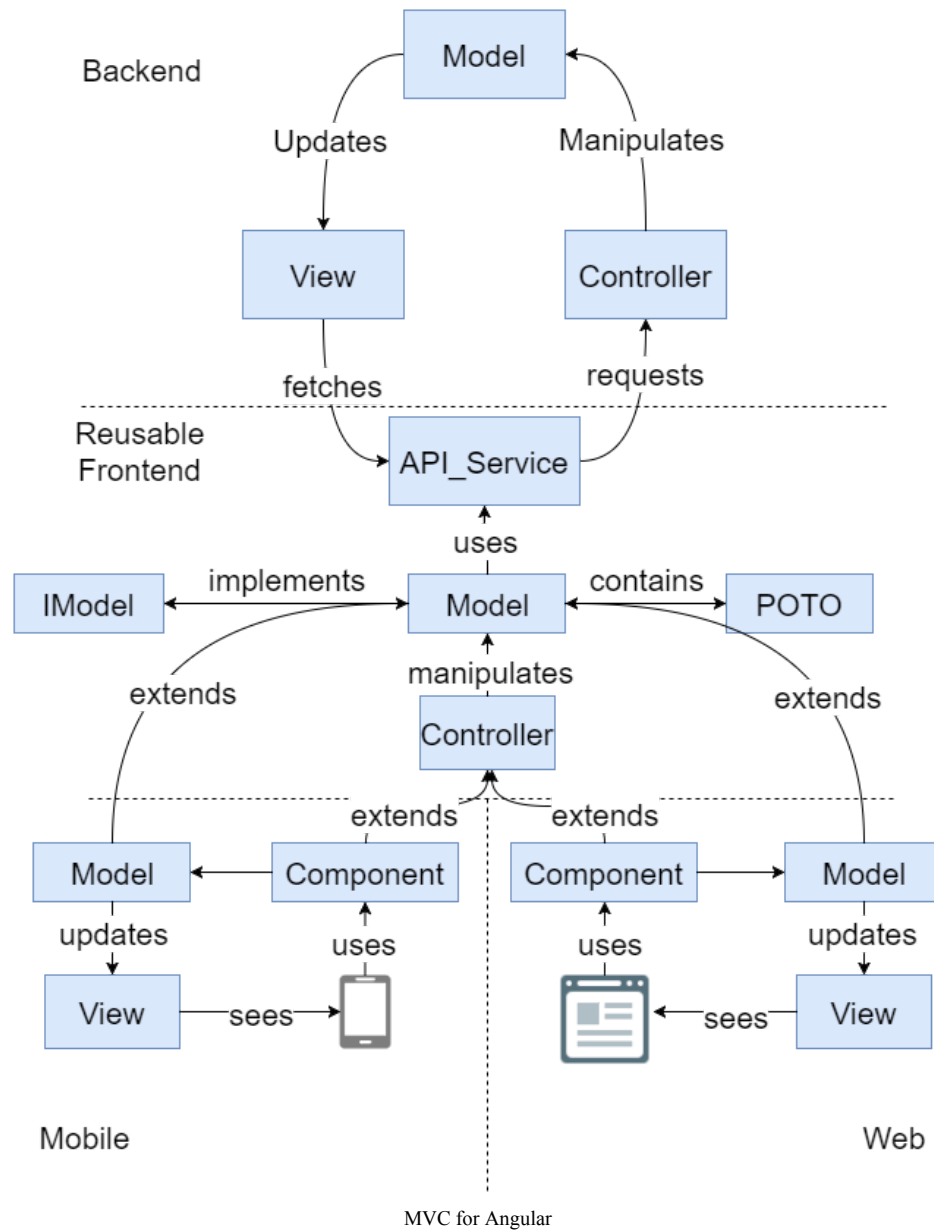 Model
Backend
Updates
Manipulates
View
Controller
fetches
requests
Reusable
Frontend
API_Service
uses
implements
contains
IModel
Model
POTO
manipulates
extends
extends
Controller
extends
extends
Model
Component
Component
Model
updates
uses
uses
updates
View
sees
sees
View
Mobile
Web
MVC for Angular